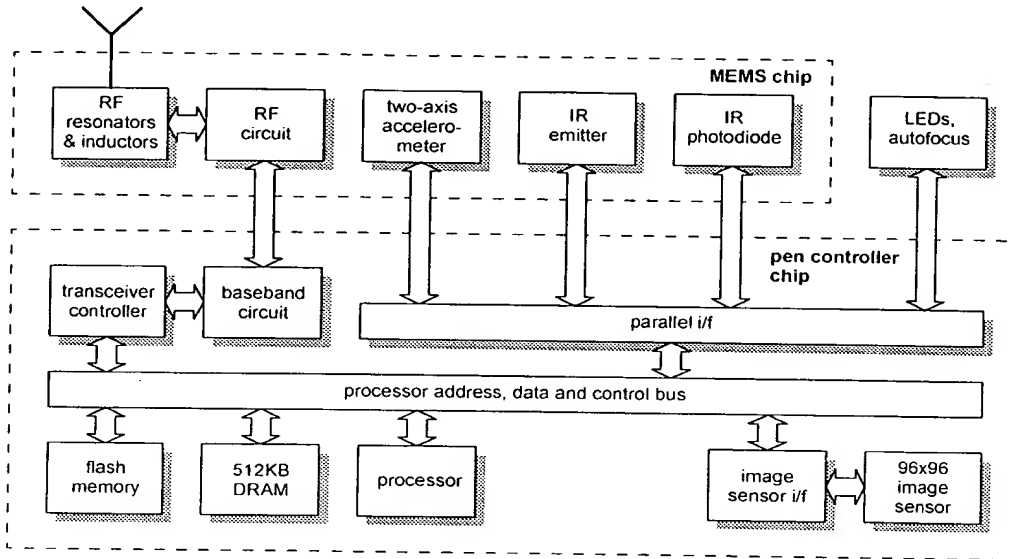 MEMS chip
RF
resonators
& inductors
RF
circuit
two-axis
accelero-
meter
IR
emitter
IR
photodiode
LEDs,
autofocus
pen controller
chip
transceiver
controller
baseband
circuit
parallel i/f
processor address, data and control bus
flash
memory
512KB
DRAM
processor
image
sensor i/f
96x96
image
sensor